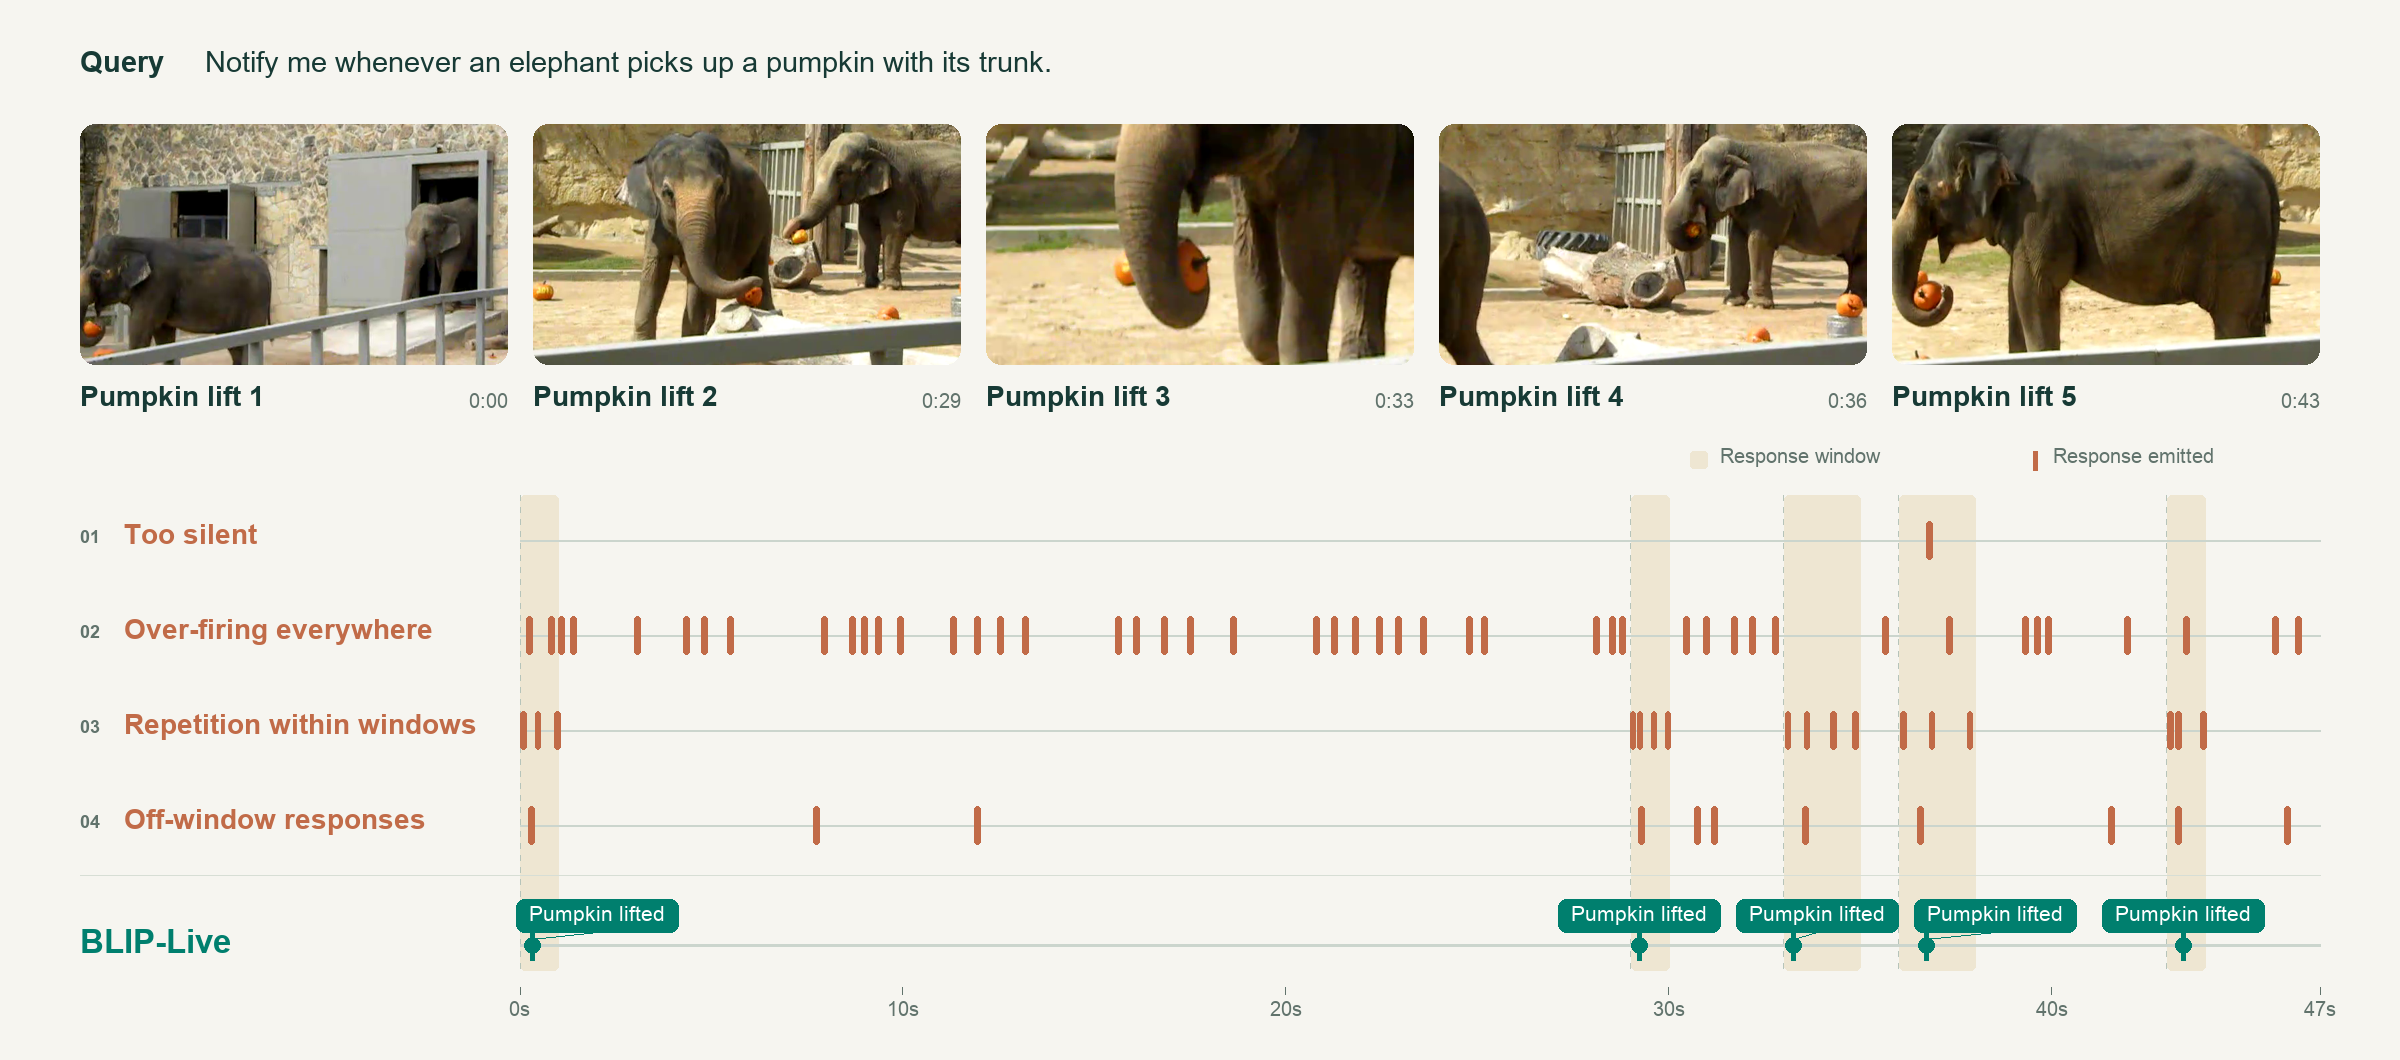 Query Notify me whenever an elephant picks up a pumpkin with its trunk.
Pumpkin lift 1 0:00 Pumpkin lift 2 0:29 Pumpkin lift 3 0:33 Pumpkin lift 4 0:36 Pumpkin lift 5 0:43
Response window Response emitted
01 Too silent
02 Over-firing everywhere
03 Repetition within windows
04 Off-window responses
Pumpkin lifted Pumpkin lifted Pumpkin lifted Pumpkin lifted Pumpkin lifted
BLIP-Live
0s 10s 20s 30s 40s 47s